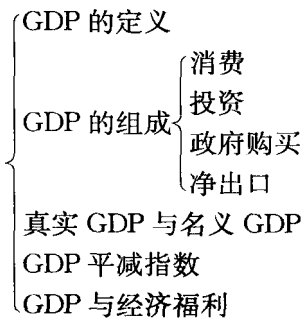 GDP 的定义
GDP 的组成
消费
投资
政府购买
净出口
真实 GDP 与名义 GDP
GDP 平减指数
GDP 与经济福利